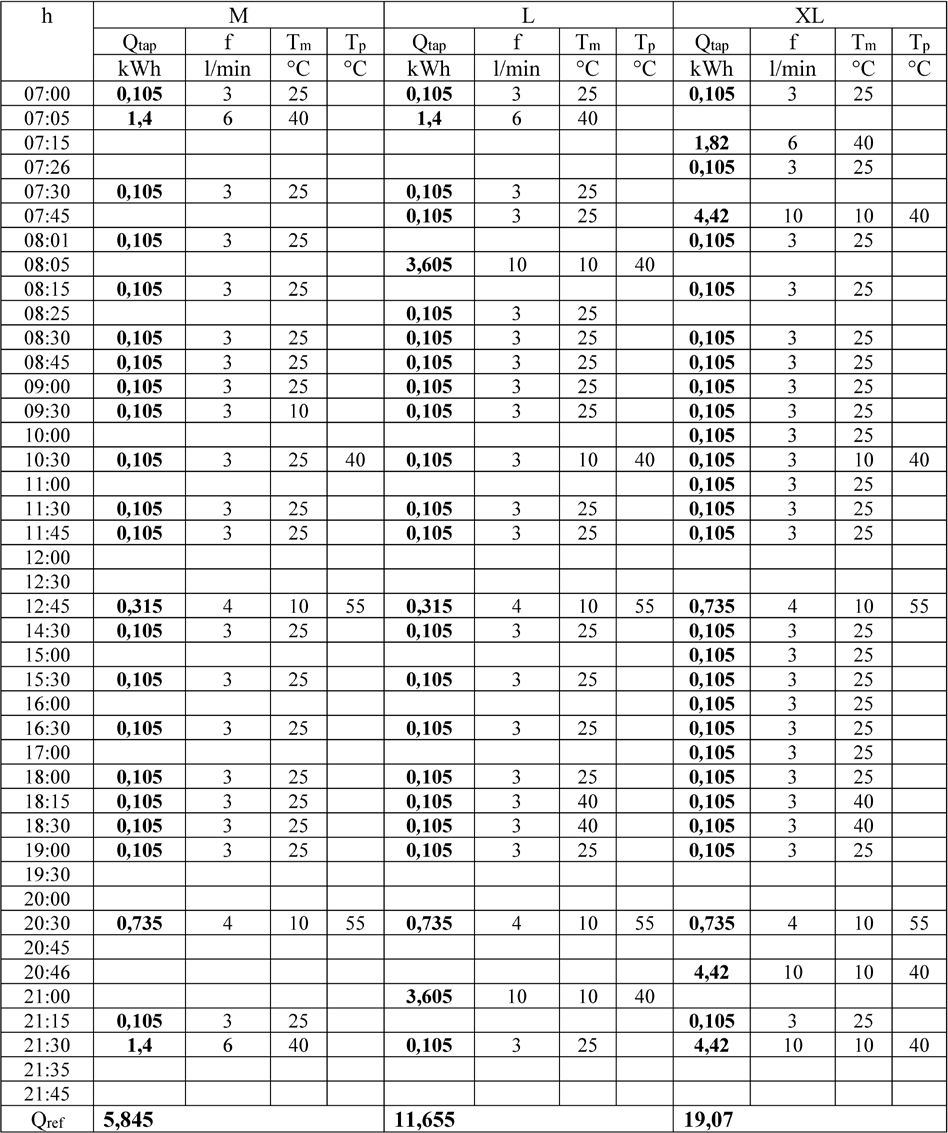 h M L XL
Qtap f Tm Tp Qtap f Tm Tp Qtap f Tm Tp
kWh l/min °C °C kWh l/min °C °C kWh l/min °C °C
07:00 0,105 3 25 0,105 3 25 0,105 3 25
07:05 1,4 6 40 1,4 6 40
07:15 1,82 6 40
07:26 0,105 3 25
07:30 0,105 3 25 0,105 3 25
07:45 0,105 3 25 4,42 10 10 40
08:01 0,105 3 25 0,105 3 25
08:05 3,605 10 10 40
08:15 0,105 3 25 0,105 3 25
08:25 0,105 3 25
08:30 0,105 3 25 0,105 3 25 0,105 3 25
08:45 0,105 3 25 0,105 3 25 0,105 3 25
09:00 0,105 3 25 0,105 3 25 0,105 3 25
09:30 0,105 3 10 0,105 3 25 0,105 3 25
10:00 0,105 3 25
10:30 0,105 3 25 40 0,105 3 10 40 0,105 3 10 40
11:00 0,105 3 25
11:30 0,105 3 25 0,105 3 25 0,105 3 25
11:45 0,105 3 25 0,105 3 25 0,105 3 25
12:00
12:30
12:45 0,315 4 10 55 0,315 4 10 55 0,735 4 10 55
14:30 0,105 3 25 0,105 3 25 0,105 3 25
15:00 0,105 3 25
15:30 0,105 3 25 0,105 3 25 0,105 3 25
16:00 0,105 3 25
16:30 0,105 3 25 0,105 3 25 0,105 3 25
17:00 0,105 3 25
18:00 0,105 3 25 0,105 3 25 0,105 3 25
18:15 0,105 3 25 0,105 3 40 0,105 3 40
18:30 0,105 3 25 0,105 3 40 0,105 3 40
19:00 0,105 3 25 0,105 3 25 0,105 3 25
19:30
20:00
20:30 0,735 4 10 55 0,735 4 10 55 0,735 4 10 55
20:45
20:46 4,42 10 10 40
21:00 3,605 10 10 40
21:15 0,105 3 25 0,105 3 25
21:30 1,4 6 40 0,105 3 25 4,42 10 10 40
21:35
21:45
Qref 5,845 11,655 19,07